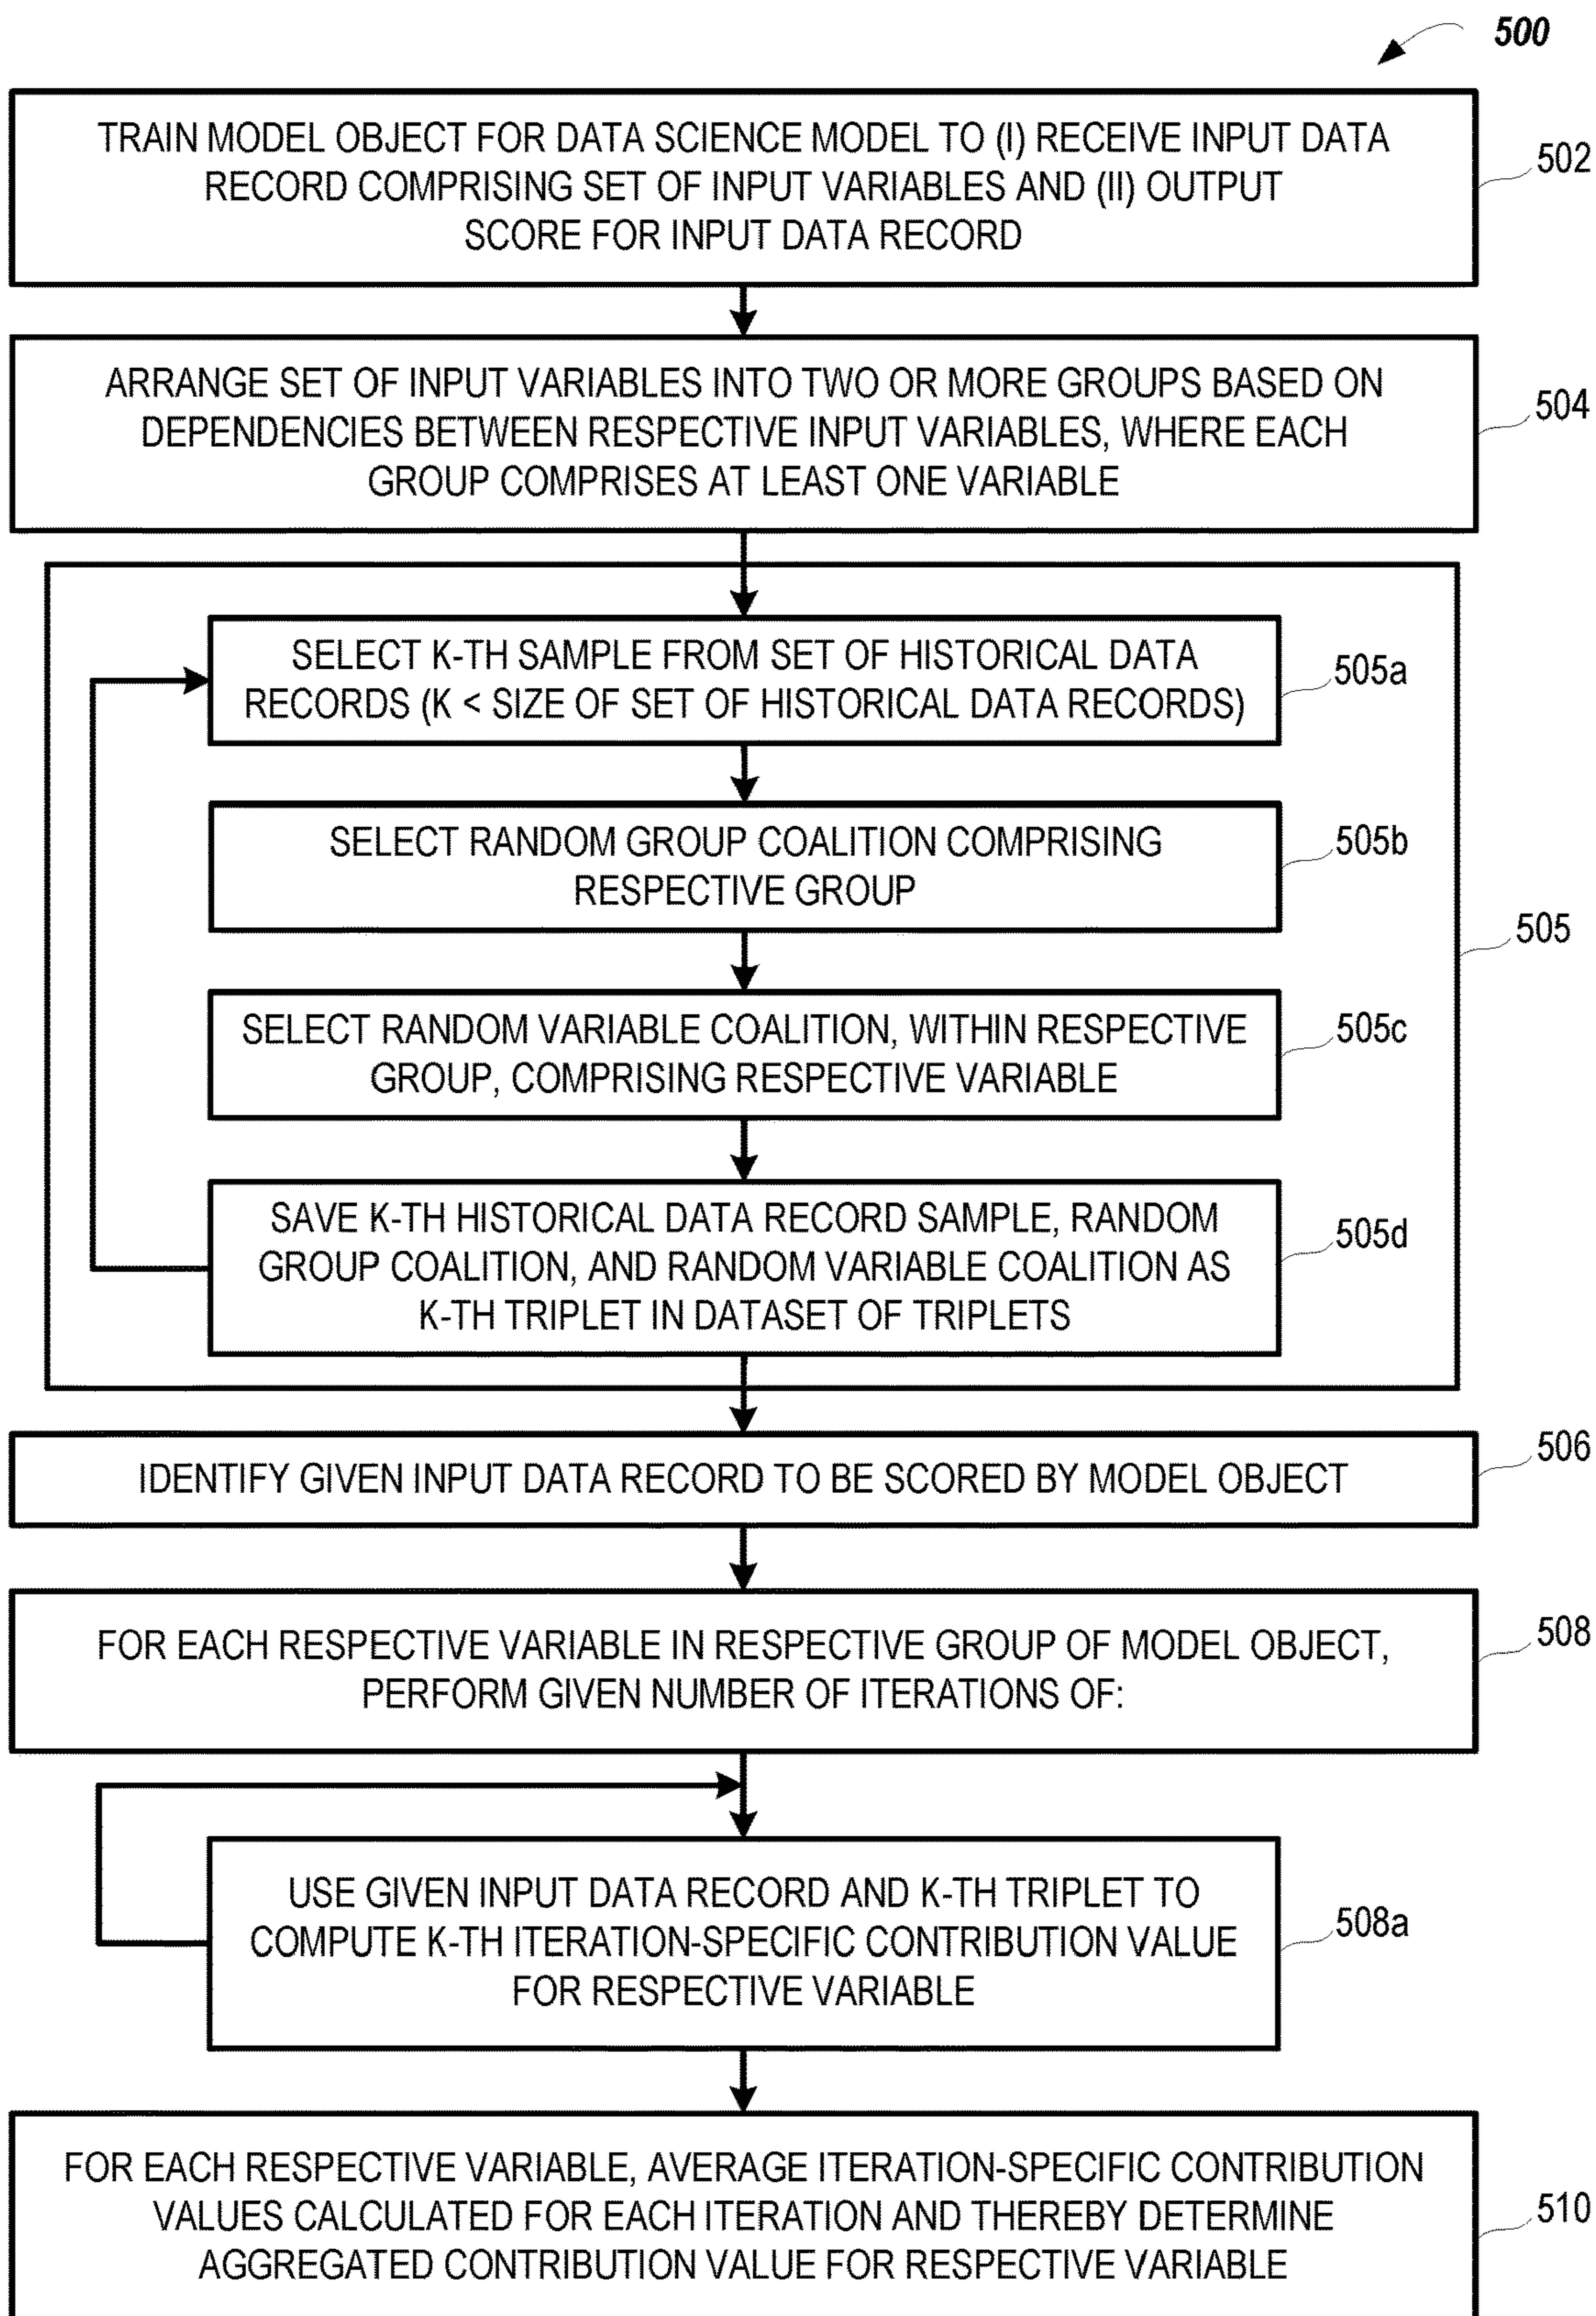 500
TRAIN MODEL OBJECT FOR DATA SCIENCE MODEL TO (I) RECEIVE INPUT DATA
RECORD COMPRISING SET OF INPUT VARIABLES AND (II) OUTPUT
SCORE FOR INPUT DATA RECORD
502
ARRANGE SET OF INPUT VARIABLES INTO TWO OR MORE GROUPS BASED ON
DEPENDENCIES BETWEEN RESPECTIVE INPUT VARIABLES, WHERE EACH
GROUP COMPRISES AT LEAST ONE VARIABLE
504
SELECT K-TH SAMPLE FROM SET OF HISTORICAL DATA
RECORDS (K < SIZE OF SET OF HISTORICAL DATA RECORDS)
505a
SELECT RANDOM GROUP COALITION COMPRISING
RESPECTIVE GROUP
505b
505
SELECT RANDOM VARIABLE COALITION, WITHIN RESPECTIVE
GROUP, COMPRISING RESPECTIVE VARIABLE
505c
SAVE K-TH HISTORICAL DATA RECORD SAMPLE, RANDOM
GROUP COALITION, AND RANDOM VARIABLE COALITION AS
K-TH TRIPLET IN DATASET OF TRIPLETS
505d
IDENTIFY GIVEN INPUT DATA RECORD TO BE SCORED BY MODEL OBJECT
506
FOR EACH RESPECTIVE VARIABLE IN RESPECTIVE GROUP OF MODEL OBJECT,
PERFORM GIVEN NUMBER OF ITERATIONS OF:
508
USE GIVEN INPUT DATA RECORD AND K-TH TRIPLET TO
COMPUTE K-TH ITERATION-SPECIFIC CONTRIBUTION VALUE
FOR RESPECTIVE VARIABLE
508a
FOR EACH RESPECTIVE VARIABLE, AVERAGE ITERATION-SPECIFIC CONTRIBUTION
VALUES CALCULATED FOR EACH ITERATION AND THEREBY DETERMINE
AGGREGATED CONTRIBUTION VALUE FOR RESPECTIVE VARIABLE
510